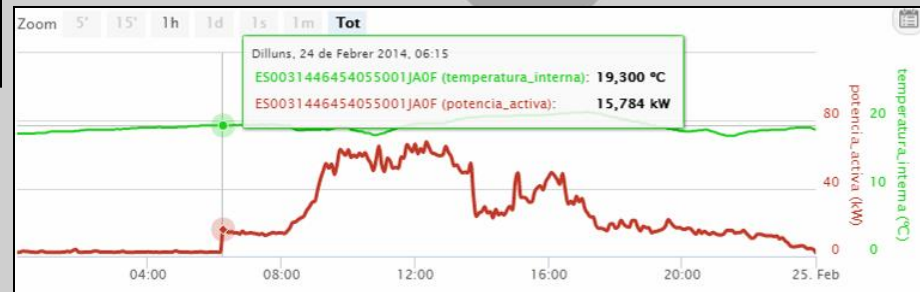 Zoom 5' 15' 1h 1d 1s 1m Tot
Dilluns, 24 de Febrer 2014, 06:15
ES0031446454055001JA0F (temperatura_interna): 19,300 ºC
ES0031446454055001JA0F (potencia_activa): 15,784 kW
80 20
40 10
0 0
potencia_activa (kW)
temperatura_interna (ºC)
04:00 08:00 12:00 16:00 20:00 25. Feb